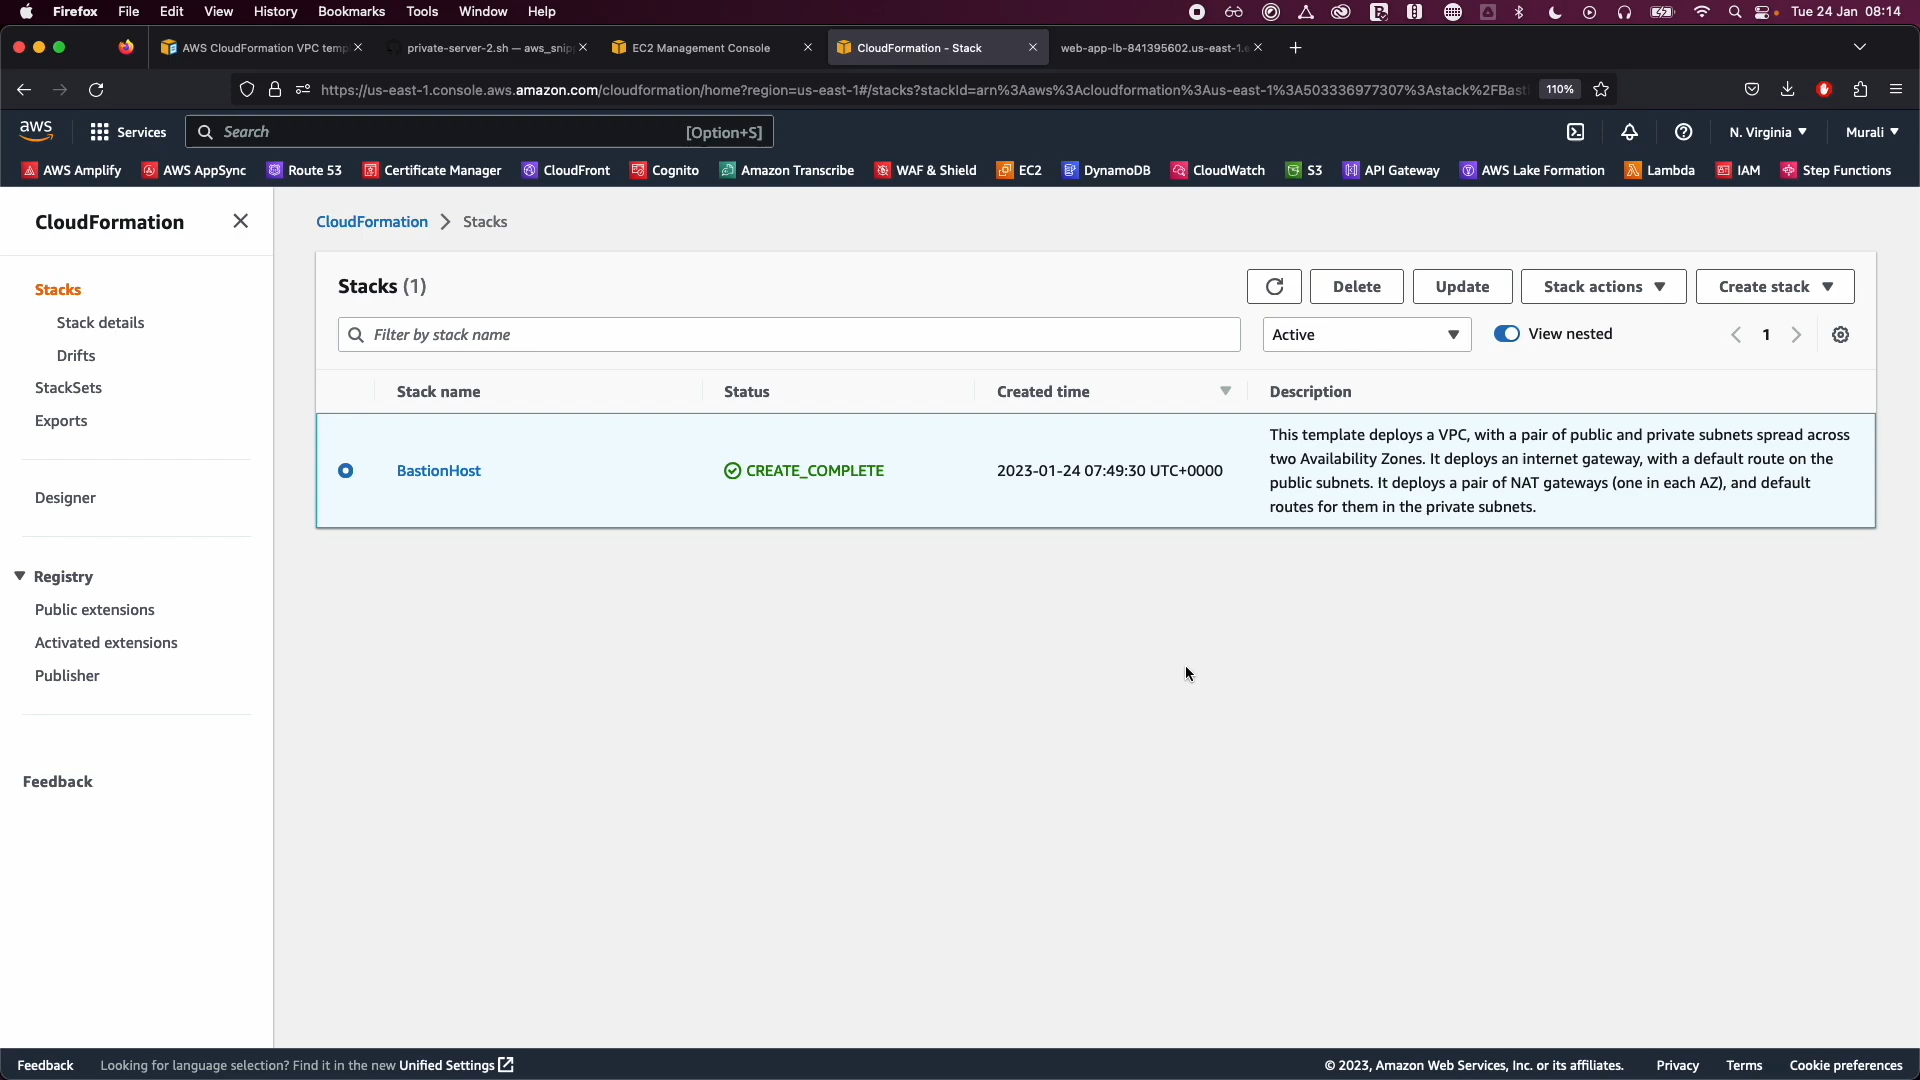 Firefox File Edit View History Bookmarks Tools Window Help Tue 24 Jan 08:14
AWS CloudFormation VPC temp private-server-2.sh — aws_snip EC2 Management Console CloudFormation - Stack web-app-lb-841395602.us-east-1.e
https://us-east-1.console.aws.amazon.com/cloudformation/home?region=us-east-1#/stacks?stackId=arn%3Aaws%3Acloudformation%3Aus-east-1%3A503336977307%3Astack%2FBast 110%
aws Services Search [Option+S] N. Virginia Murali
AWS Amplify AWS AppSync Route 53 Certificate Manager CloudFront Cognito Amazon Transcribe WAF & Shield EC2 DynamoDB CloudWatch S3 API Gateway AWS Lake Formation Lambda IAM Step Functions
CloudFormation
Stacks
Stack details
Drifts
StackSets
Exports
Designer
Registry
Public extensions
Activated extensions
Publisher
Feedback
CloudFormation Stacks
Stacks (1) Delete Update Stack actions Create stack
Filter by stack name Active View nested 1
Stack name Status Created time Description
BastionHost CREATE_COMPLETE 2023-01-24 07:49:30 UTC+0000
This template deploys a VPC, with a pair of public and private subnets spread across
two Availability Zones. It deploys an internet gateway, with a default route on the
public subnets. It deploys a pair of NAT gateways (one in each AZ), and default
routes for them in the private subnets.
Feedback Looking for language selection? Find it in the new Unified Settings © 2023, Amazon Web Services, Inc. or its affiliates. Privacy Terms Cookie preferences